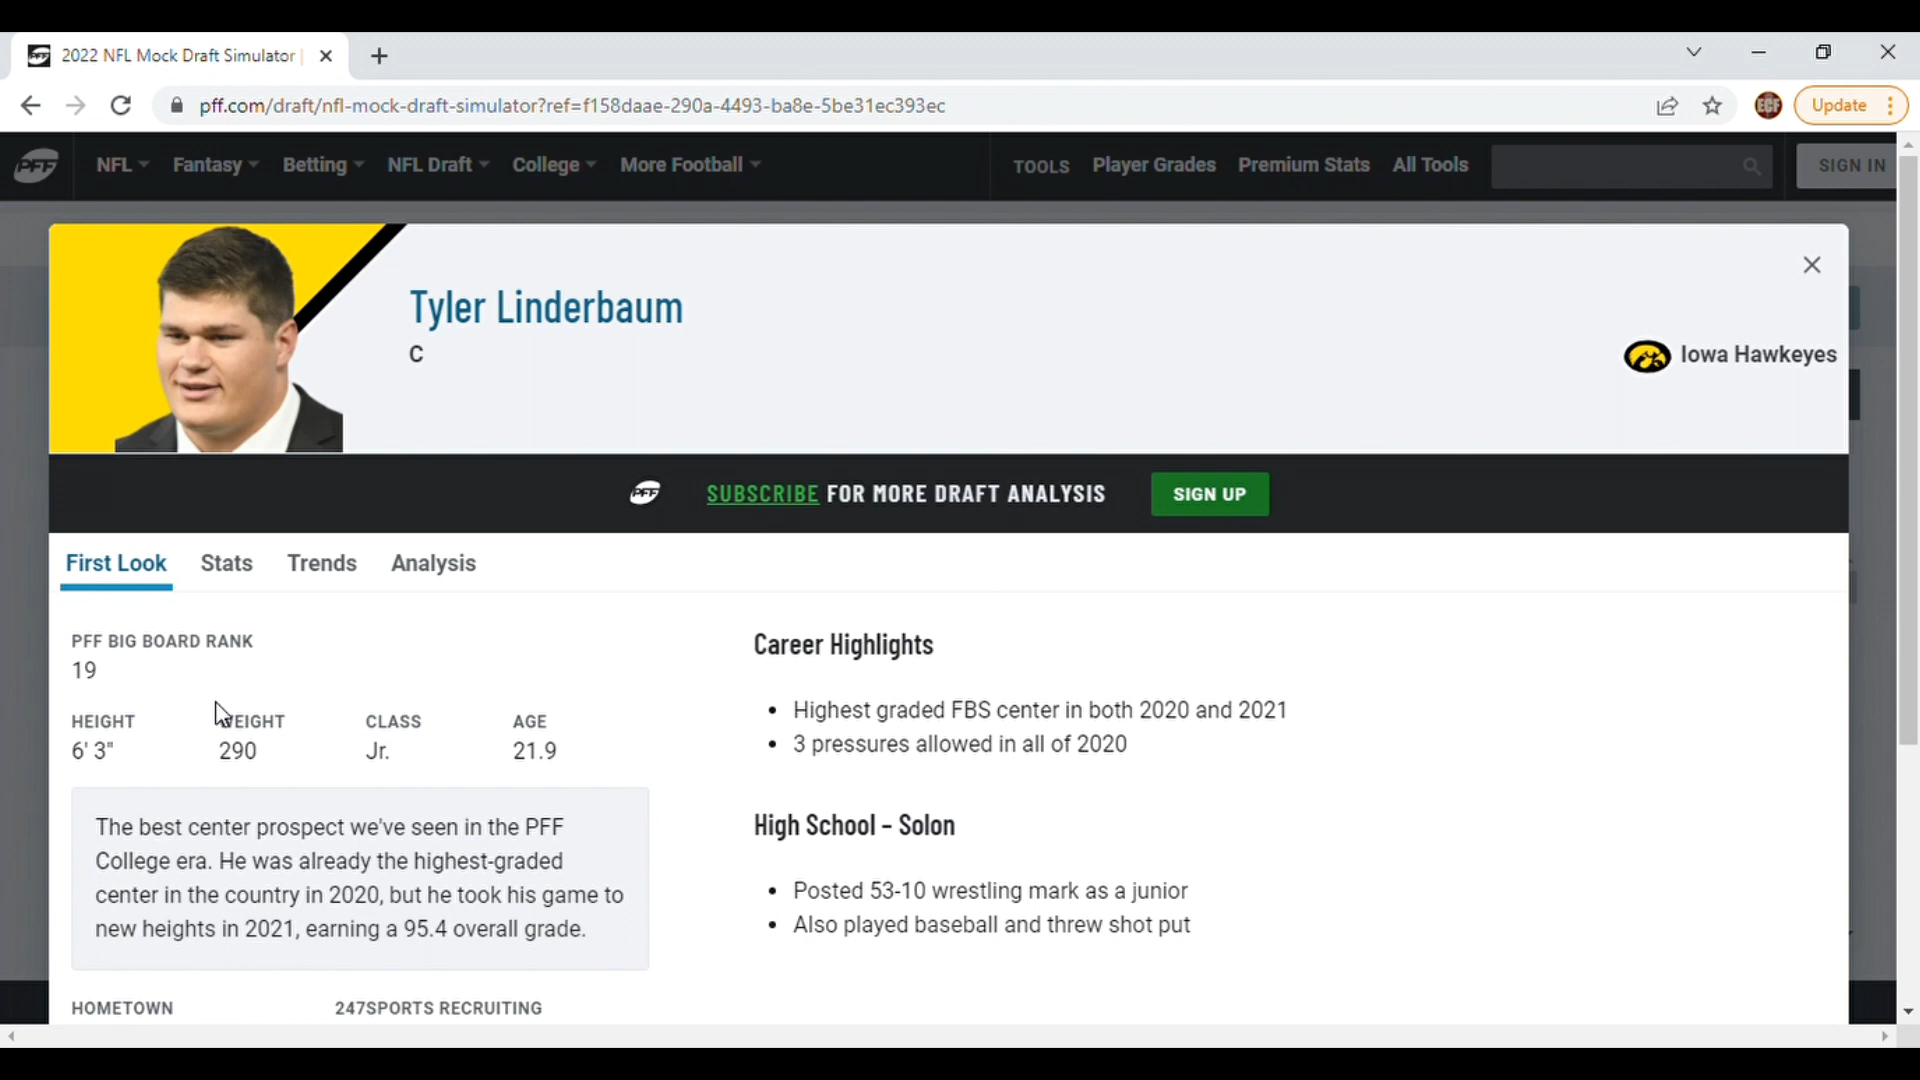 2022 NFL Mock Draft Simulator |
pff.com/draft/nfl-mock-draft-simulator?ref=f158daae-290a-4493-ba8e-5be31ec393ec
ECF
Update
PFF
NFL
Fantasy
Betting
NFL Draft
College
More Football
TOOLS
Player Grades
Premium Stats
All Tools
SIGN IN
Tyler Linderbaum
C
Iowa Hawkeyes
PFF
SUBSCRIBE FOR MORE DRAFT ANALYSIS
SIGN UP
First Look
Stats
Trends
Analysis
PFF BIG BOARD RANK
19
HEIGHT
WEIGHT
CLASS
AGE
6' 3"
290
Jr.
21.9
The best center prospect we've seen in the PFF
College era. He was already the highest-graded
center in the country in 2020, but he took his game to
new heights in 2021, earning a 95.4 overall grade.
HOMETOWN
247SPORTS RECRUITING
Career Highlights
• Highest graded FBS center in both 2020 and 2021
• 3 pressures allowed in all of 2020
High School – Solon
• Posted 53-10 wrestling mark as a junior
• Also played baseball and threw shot put